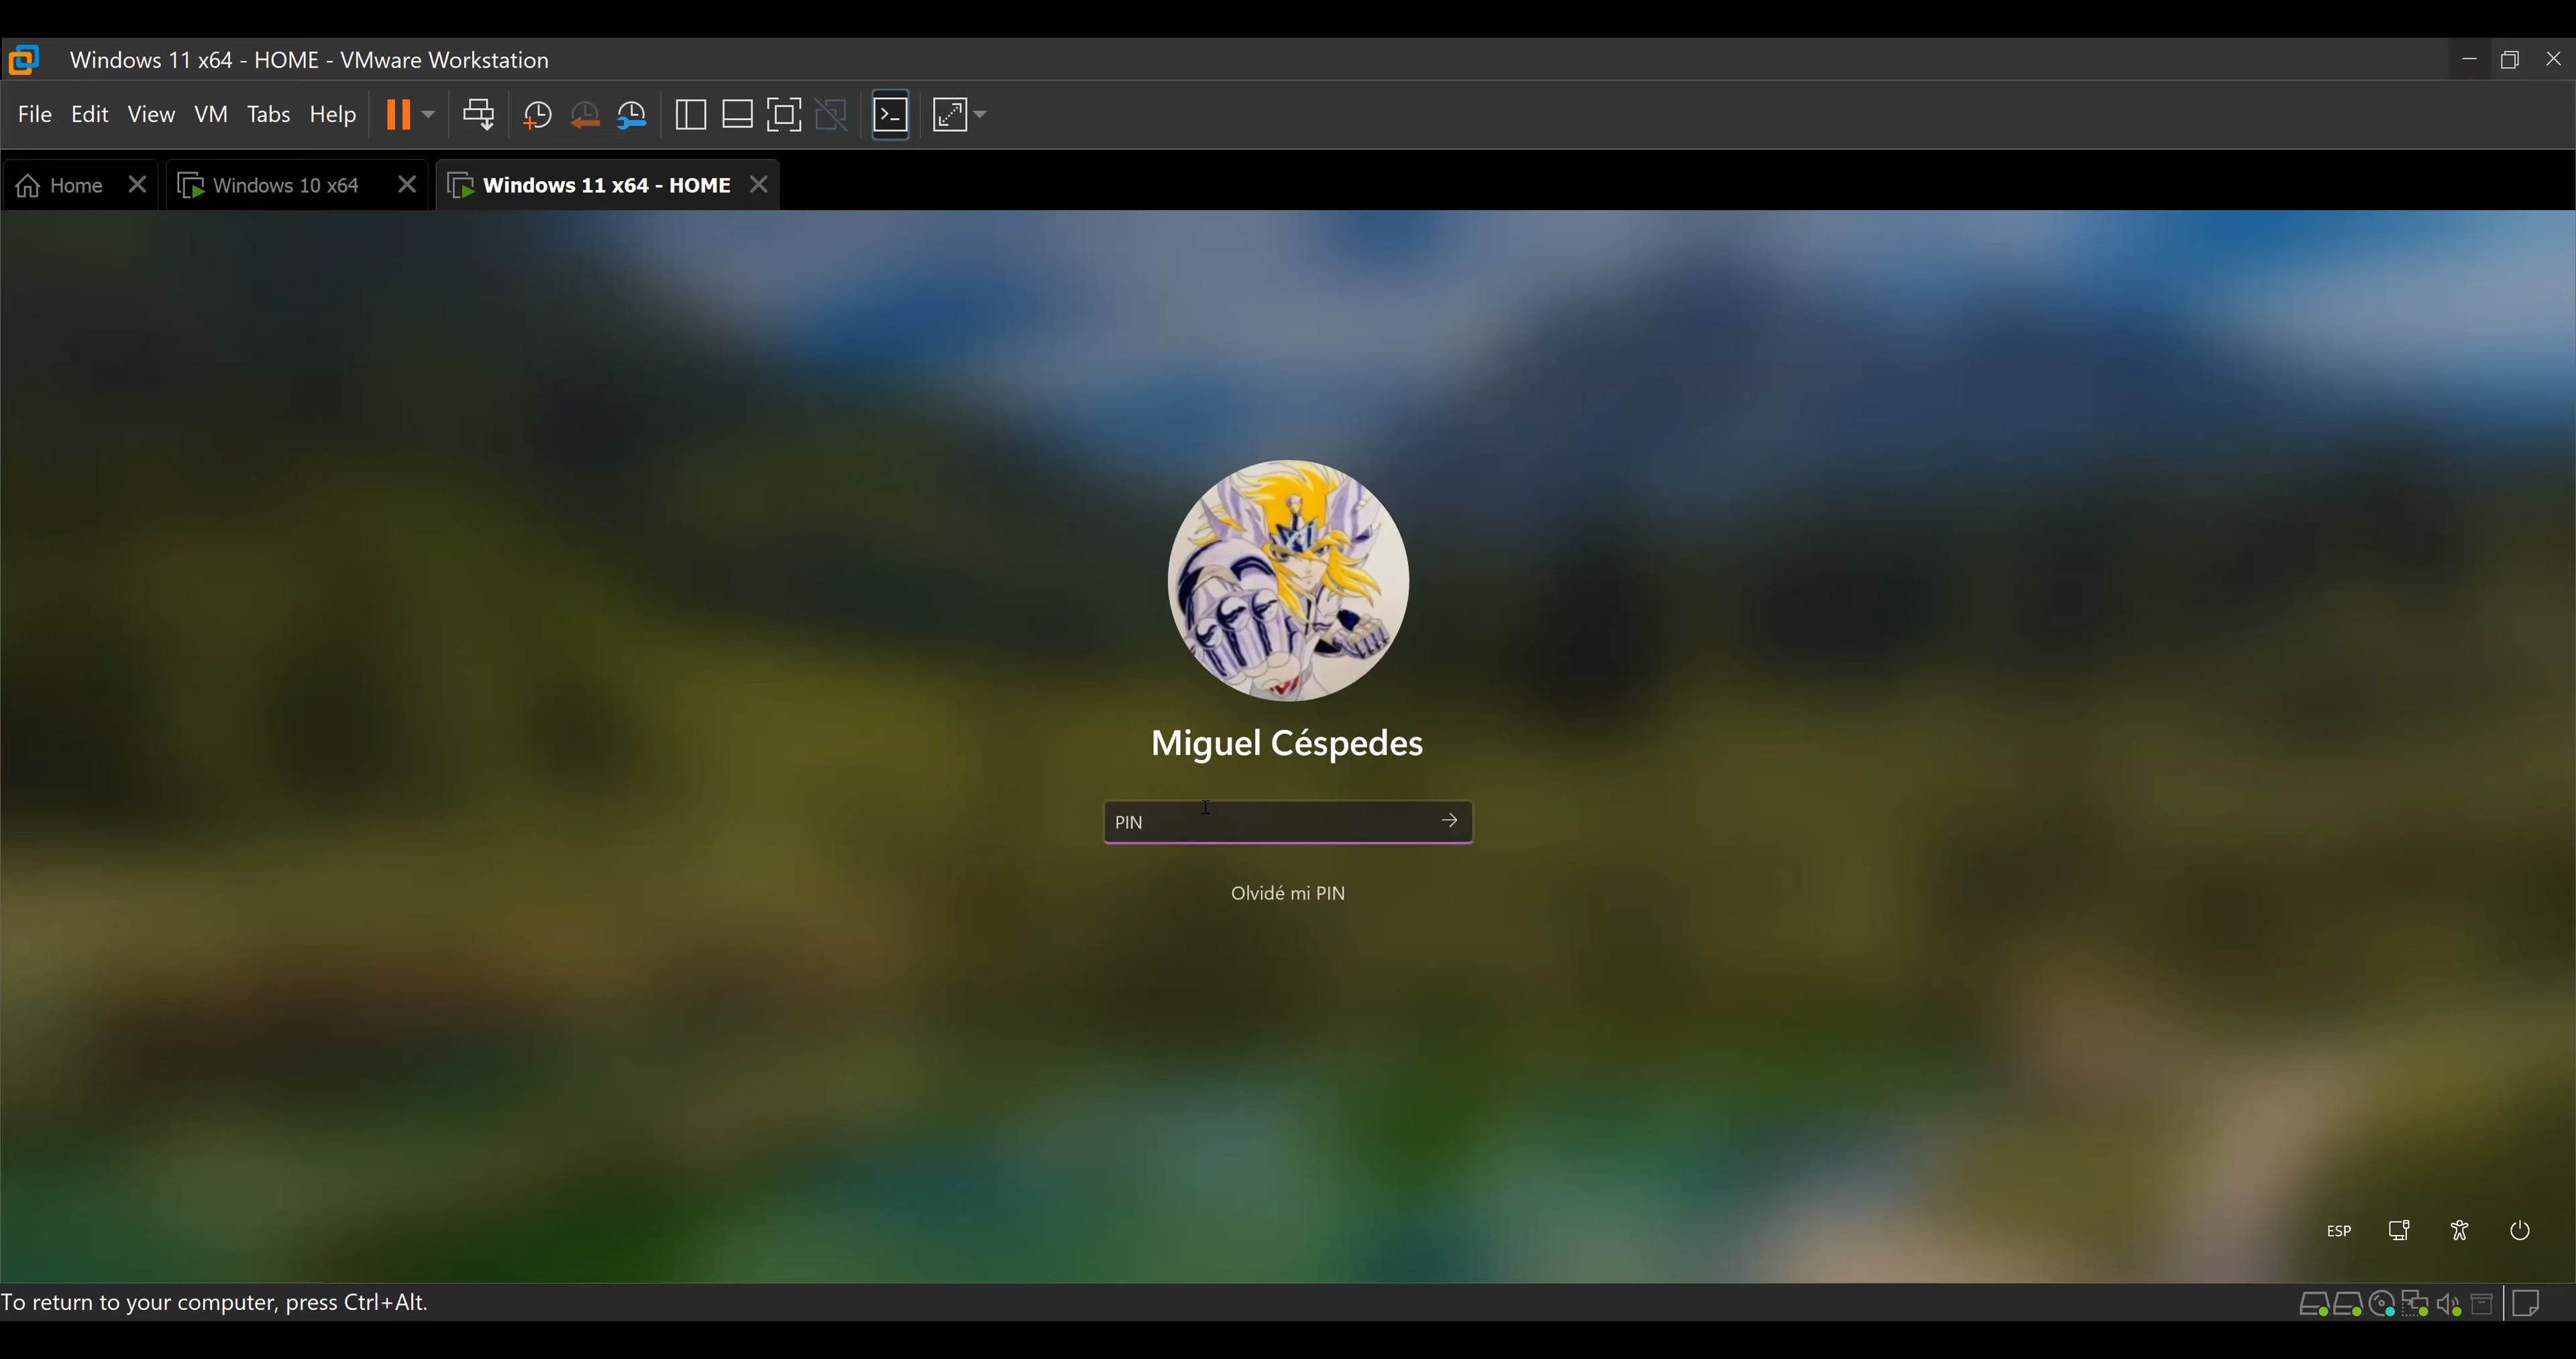 Windows 11 x64 - HOME - VMware Workstation
File Edit View VM Tabs Help
Home Windows 10 x64 Windows 11 x64 - HOME
Miguel Céspedes
PIN
Olvidé mi PIN
ESP
To return to your computer, press Ctrl+Alt.